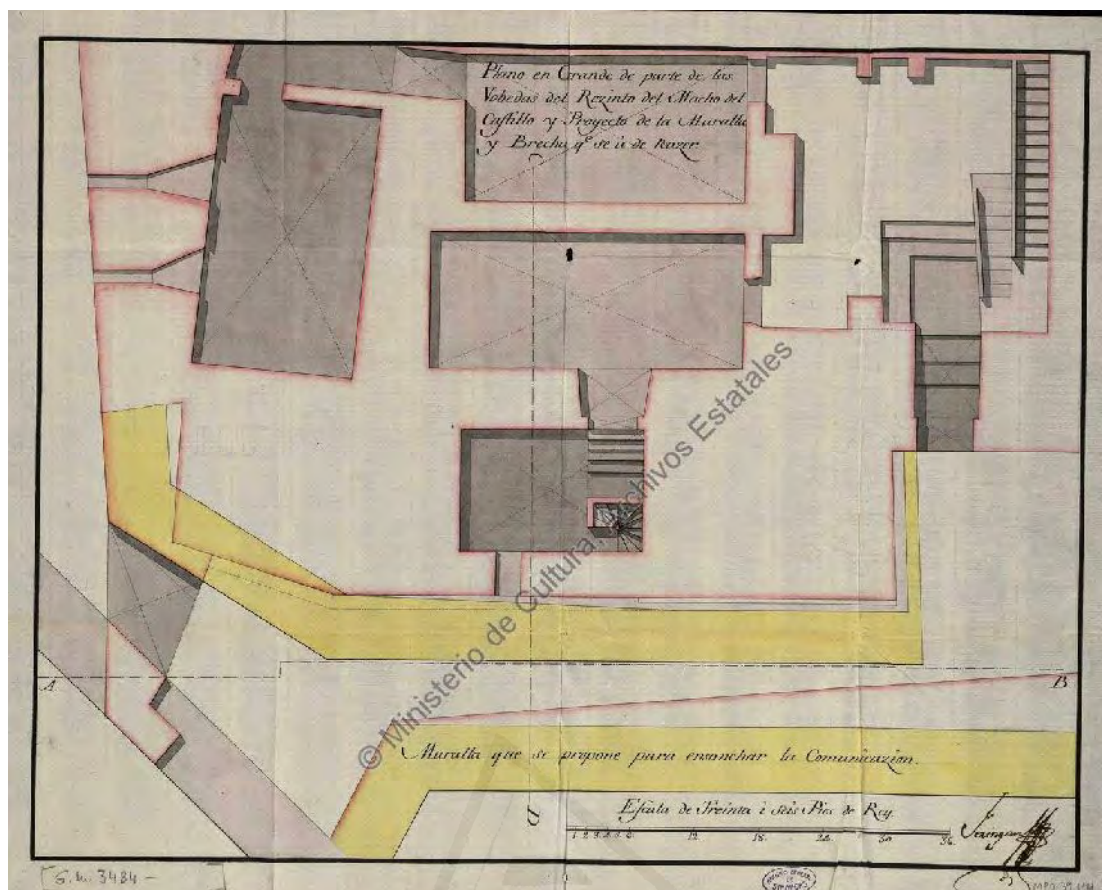 Plano en Grande de parte de las
Vobedas del Rezinto del Macho del
Castillo y Proyecto de la Muralla
y Brecha q.e se à de hazer.
© Ministerio de Cultura, Archivos Estatales
A
B
Muralla que se propone para ensanchar la Comunicazion.
D
Escala de Treinta i seis Pies de Rey.
1 2 3 4 5 6 12 18 24 30 36
G. M. 3484 -